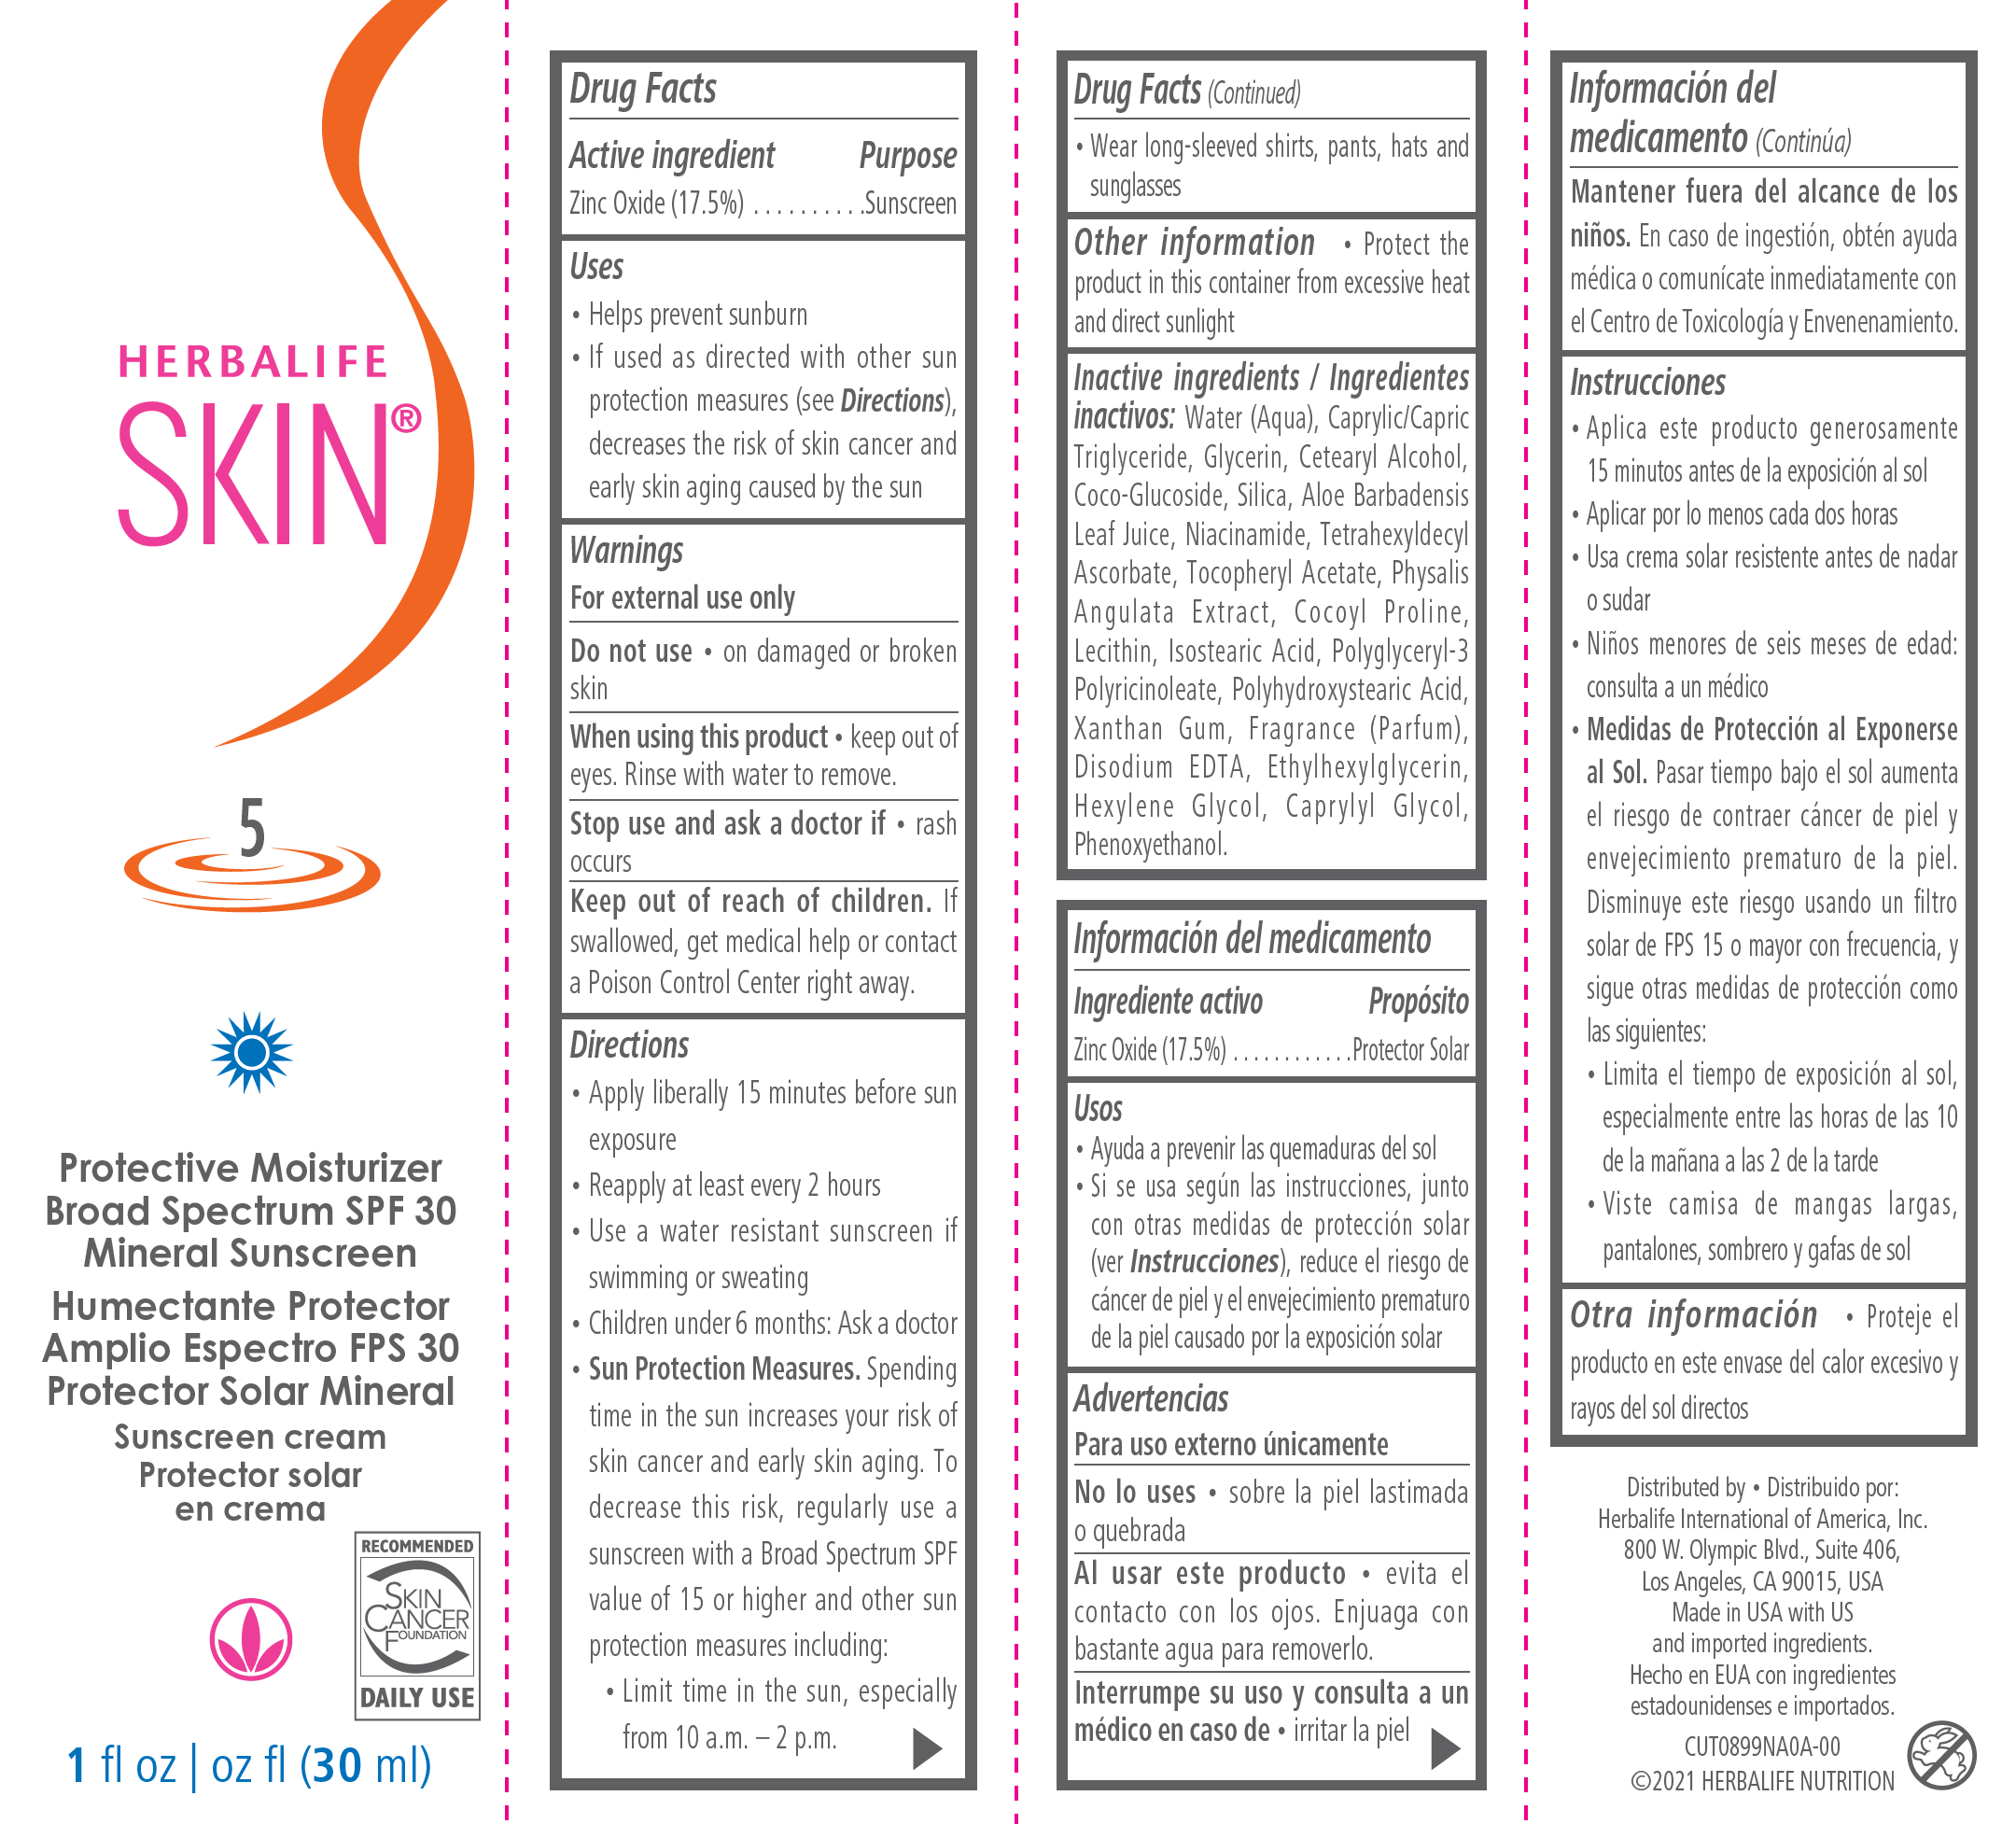 HERBALIFE
SKIN®
5
Protective Moisturizer
Broad Spectrum SPF 30
Mineral Sunscreen
Humectante Protector
Amplio Espectro FPS 30
Protector Solar Mineral
Sunscreen cream
Protector solar
en crema
RECOMMENDED
SKIN
CANCER
FOUNDATION
DAILY USE
1 fl oz | oz fl (30 ml)
Drug Facts
Active ingredient Purpose
Zinc Oxide (17.5%) . . . . . . . . . .Sunscreen
Uses
• Helps prevent sunburn
• If used as directed with other sun
protection measures (see Directions),
decreases the risk of skin cancer and
early skin aging caused by the sun
Warnings
For external use only
Do not use • on damaged or broken
skin
When using this product • keep out of
eyes. Rinse with water to remove.
Stop use and ask a doctor if • rash
occurs
Keep out of reach of children. If
swallowed, get medical help or contact
a Poison Control Center right away.
Directions
• Apply liberally 15 minutes before sun
exposure
• Reapply at least every 2 hours
• Use a water resistant sunscreen if
swimming or sweating
• Children under 6 months: Ask a doctor
• Sun Protection Measures. Spending
time in the sun increases your risk of
skin cancer and early skin aging. To
decrease this risk, regularly use a
sunscreen with a Broad Spectrum SPF
value of 15 or higher and other sun
protection measures including:
• Limit time in the sun, especially
from 10 a.m. – 2 p.m.
Drug Facts (Continued)
• Wear long-sleeved shirts, pants, hats and
sunglasses
Other information • Protect the
product in this container from excessive heat
and direct sunlight
Inactive ingredients / Ingredientes
inactivos: Water (Aqua), Caprylic/Capric
Triglyceride, Glycerin, Cetearyl Alcohol,
Coco-Glucoside, Silica, Aloe Barbadensis
Leaf Juice, Niacinamide, Tetrahexyldecyl
Ascorbate, Tocopheryl Acetate, Physalis
Angulata Extract, Cocoyl Proline,
Lecithin, Isostearic Acid, Polyglyceryl-3
Polyricinoleate, Polyhydroxystearic Acid,
Xanthan Gum, Fragrance (Parfum),
Disodium EDTA, Ethylhexylglycerin,
Hexylene Glycol, Caprylyl Glycol,
Phenoxyethanol.
Información del medicamento
Ingrediente activo Propósito
Zinc Oxide (17.5%) . . . . . . . . . . . .Protector Solar
Usos
• Ayuda a prevenir las quemaduras del sol
• Si se usa según las instrucciones, junto
con otras medidas de protección solar
(ver Instrucciones), reduce el riesgo de
cáncer de piel y el envejecimiento prematuro
de la piel causado por la exposición solar
Advertencias
Para uso externo únicamente
No lo uses • sobre la piel lastimada
o quebrada
Al usar este producto • evita el
contacto con los ojos. Enjuaga con
bastante agua para removerlo.
Interrumpe su uso y consulta a un
médico en caso de • irritar la piel
Información del
medicamento (Continúa)
Mantener fuera del alcance de los
niños. En caso de ingestión, obtén ayuda
médica o comunícate inmediatamente con
el Centro de Toxicología y Envenenamiento.
Instrucciones
• Aplica este producto generosamente
15 minutos antes de la exposición al sol
• Aplicar por lo menos cada dos horas
• Usa crema solar resistente antes de nadar
o sudar
• Niños menores de seis meses de edad:
consulta a un médico
• Medidas de Protección al Exponerse
al Sol. Pasar tiempo bajo el sol aumenta
el riesgo de contraer cáncer de piel y
envejecimiento prematuro de la piel.
Disminuye este riesgo usando un filtro
solar de FPS 15 o mayor con frecuencia, y
sigue otras medidas de protección como
las siguientes:
• Limita el tiempo de exposición al sol,
especialmente entre las horas de las 10
de la mañana a las 2 de la tarde
• Viste camisa de mangas largas,
pantalones, sombrero y gafas de sol
Otra información • Proteje el
producto en este envase del calor excesivo y
rayos del sol directos
Distributed by • Distribuido por:
Herbalife International of America, Inc.
800 W. Olympic Blvd., Suite 406,
Los Angeles, CA 90015, USA
Made in USA with US
and imported ingredients.
Hecho en EUA con ingredientes
estadounidenses e importados.
CUT0899NA0A-00
©2021 HERBALIFE NUTRITION